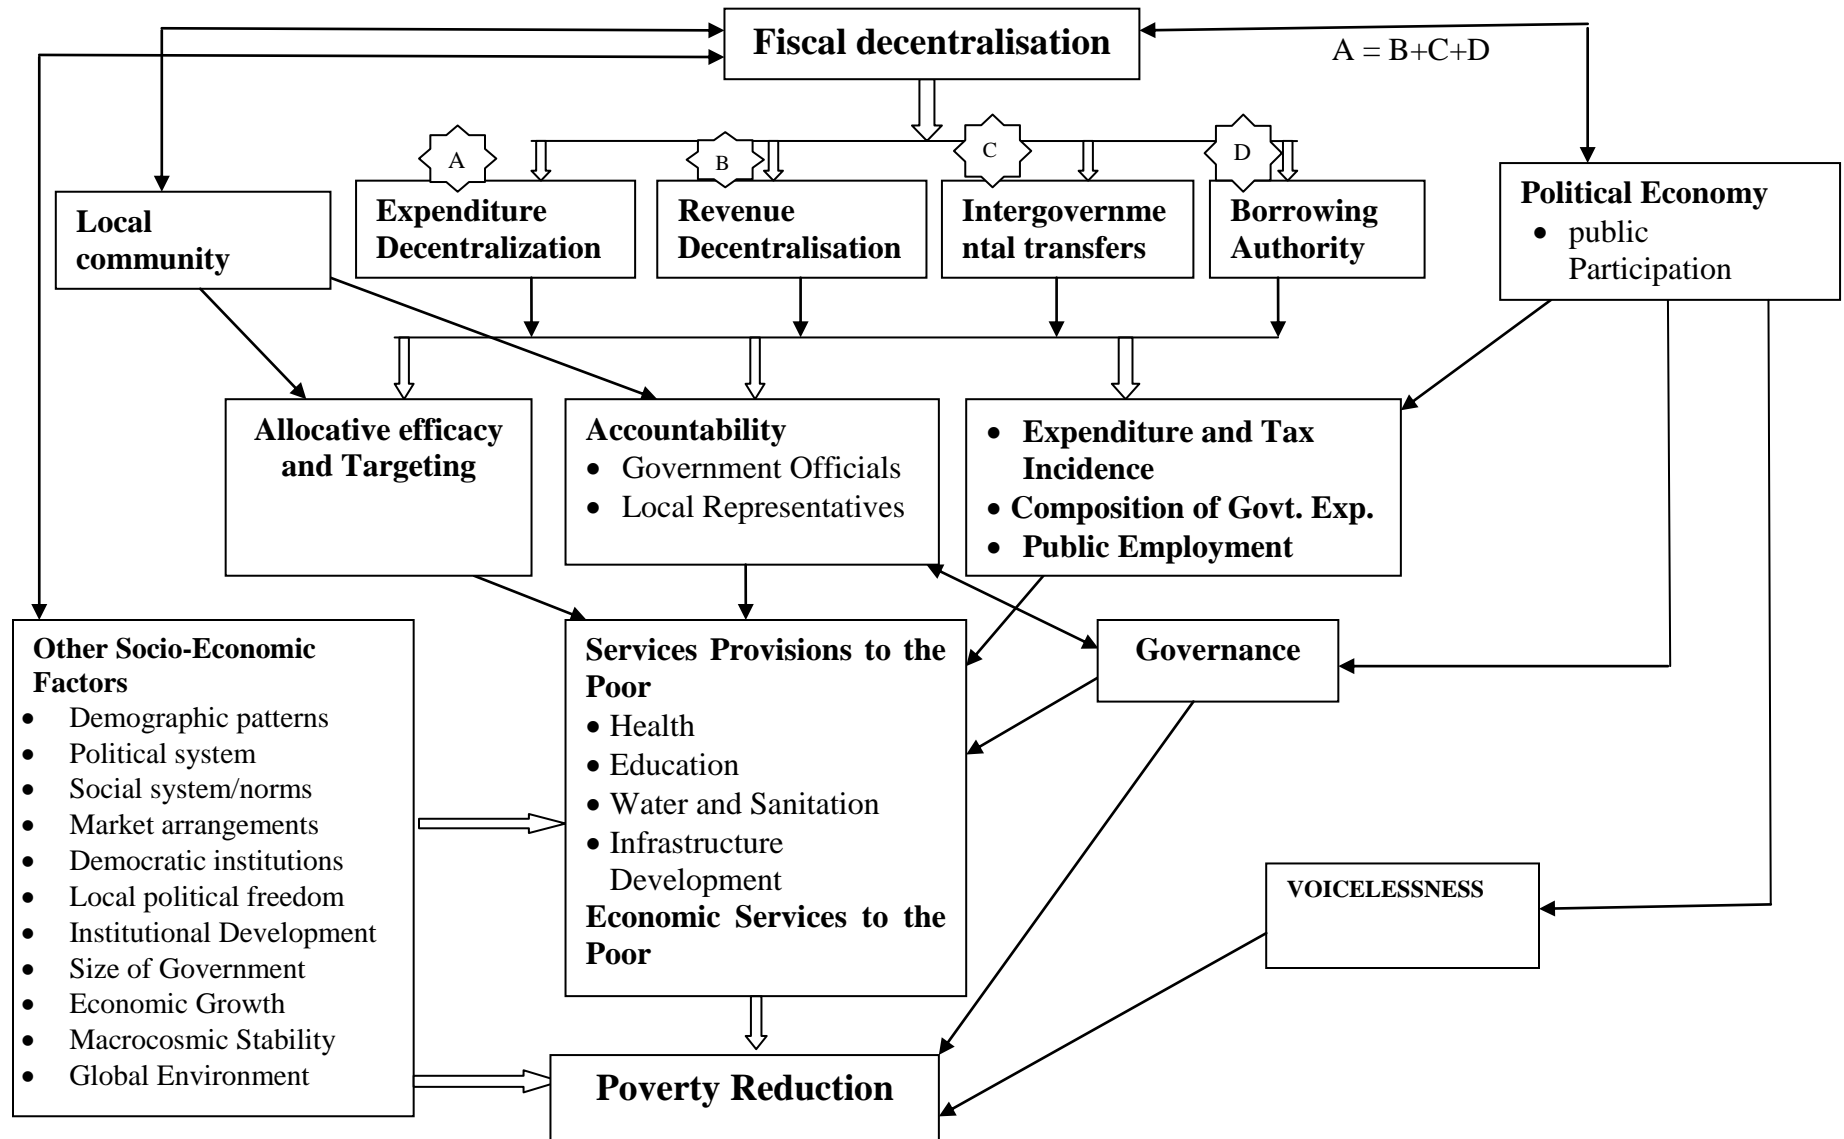 Fiscal decentralisation
A = B+C+D
A
B
C
D
Local
community
Expenditure
Decentralization
Revenue
Decentralisation
Intergovernme
ntal transfers
Borrowing
Authority
Political Economy
• public
Participation
Allocative efficacy
and Targeting
Accountability
• Government Officials
• Local Representatives
• Expenditure and Tax
Incidence
• Composition of Govt. Exp.
• Public Employment
Other Socio-Economic
Factors
• Demographic patterns
• Political system
• Social system/norms
• Market arrangements
• Democratic institutions
• Local political freedom
• Institutional Development
• Size of Government
• Economic Growth
• Macrocosmic Stability
• Global Environment
Services Provisions to the
Poor
• Health
• Education
• Water and Sanitation
• Infrastructure
Development
Economic Services to the
Poor
Governance
VOICELESSNESS
Poverty Reduction